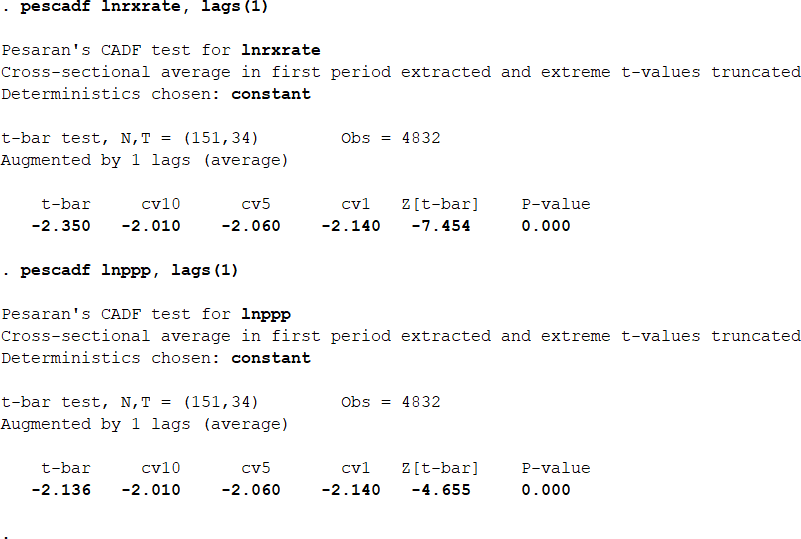 . pescadf lnrxrate, lags(1)
Pesaran's CADF test for lnrxrate
Cross-sectional average in first period extracted and extreme t-values truncated
Deterministics chosen: constant
t-bar test, N,T = (151,34) Obs = 4832
Augmented by 1 lags (average)
t-bar cv10 cv5 cv1 Z[t-bar] P-value
-2.350 -2.010 -2.060 -2.140 -7.454 0.000
. pescadf lnppp, lags(1)
Pesaran's CADF test for lnppp
Cross-sectional average in first period extracted and extreme t-values truncated
Deterministics chosen: constant
t-bar test, N,T = (151,34) Obs = 4832
Augmented by 1 lags (average)
t-bar cv10 cv5 cv1 Z[t-bar] P-value
-2.136 -2.010 -2.060 -2.140 -4.655 0.000
.